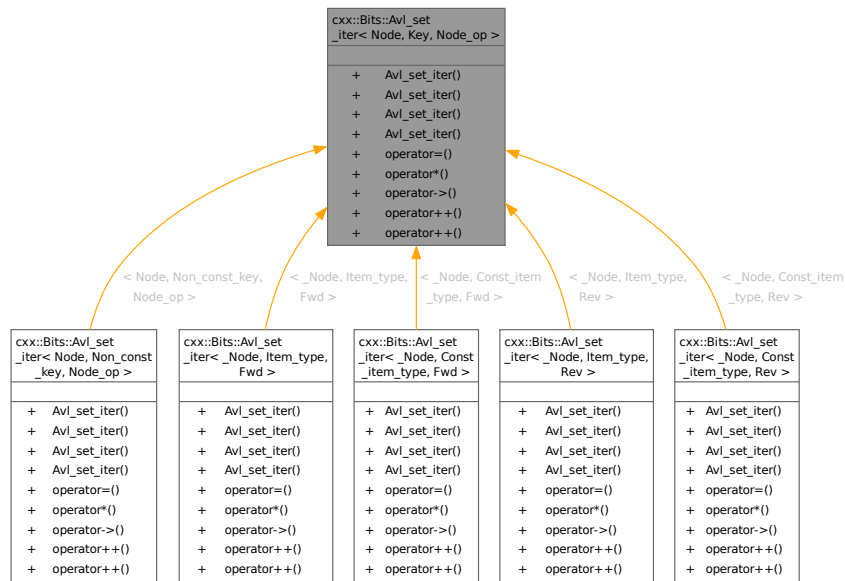 cxx::Bits::Avl_set
_iter< Node, Key, Node_op >
+ Avl_set_iter()
+ Avl_set_iter()
+ Avl_set_iter()
+ Avl_set_iter()
+ operator=()
+ operator*()
+ operator->()
+ operator++()
+ operator++()
< Node, Non_const_key,
Node_op >
< _Node, Item_type,
Fwd >
< _Node, Const_item
_type, Fwd >
< _Node, Item_type,
Rev >
< _Node, Const_item
_type, Rev >
cxx::Bits::Avl_set
_iter< Node, Non_const
_key, Node_op >
+ Avl_set_iter()
+ Avl_set_iter()
+ Avl_set_iter()
+ Avl_set_iter()
+ operator=()
+ operator*()
+ operator->()
+ operator++()
+ operator++()
cxx::Bits::Avl_set
_iter< _Node, Item_type,
Fwd >
+ Avl_set_iter()
+ Avl_set_iter()
+ Avl_set_iter()
+ Avl_set_iter()
+ operator=()
+ operator*()
+ operator->()
+ operator++()
+ operator++()
cxx::Bits::Avl_set
_iter< _Node, Const
_item_type, Fwd >
+ Avl_set_iter()
+ Avl_set_iter()
+ Avl_set_iter()
+ Avl_set_iter()
+ operator=()
+ operator*()
+ operator->()
+ operator++()
+ operator++()
cxx::Bits::Avl_set
_iter< _Node, Item_type,
Rev >
+ Avl_set_iter()
+ Avl_set_iter()
+ Avl_set_iter()
+ Avl_set_iter()
+ operator=()
+ operator*()
+ operator->()
+ operator++()
+ operator++()
cxx::Bits::Avl_set
_iter< _Node, Const
_item_type, Rev >
+ Avl_set_iter()
+ Avl_set_iter()
+ Avl_set_iter()
+ Avl_set_iter()
+ operator=()
+ operator*()
+ operator->()
+ operator++()
+ operator++()